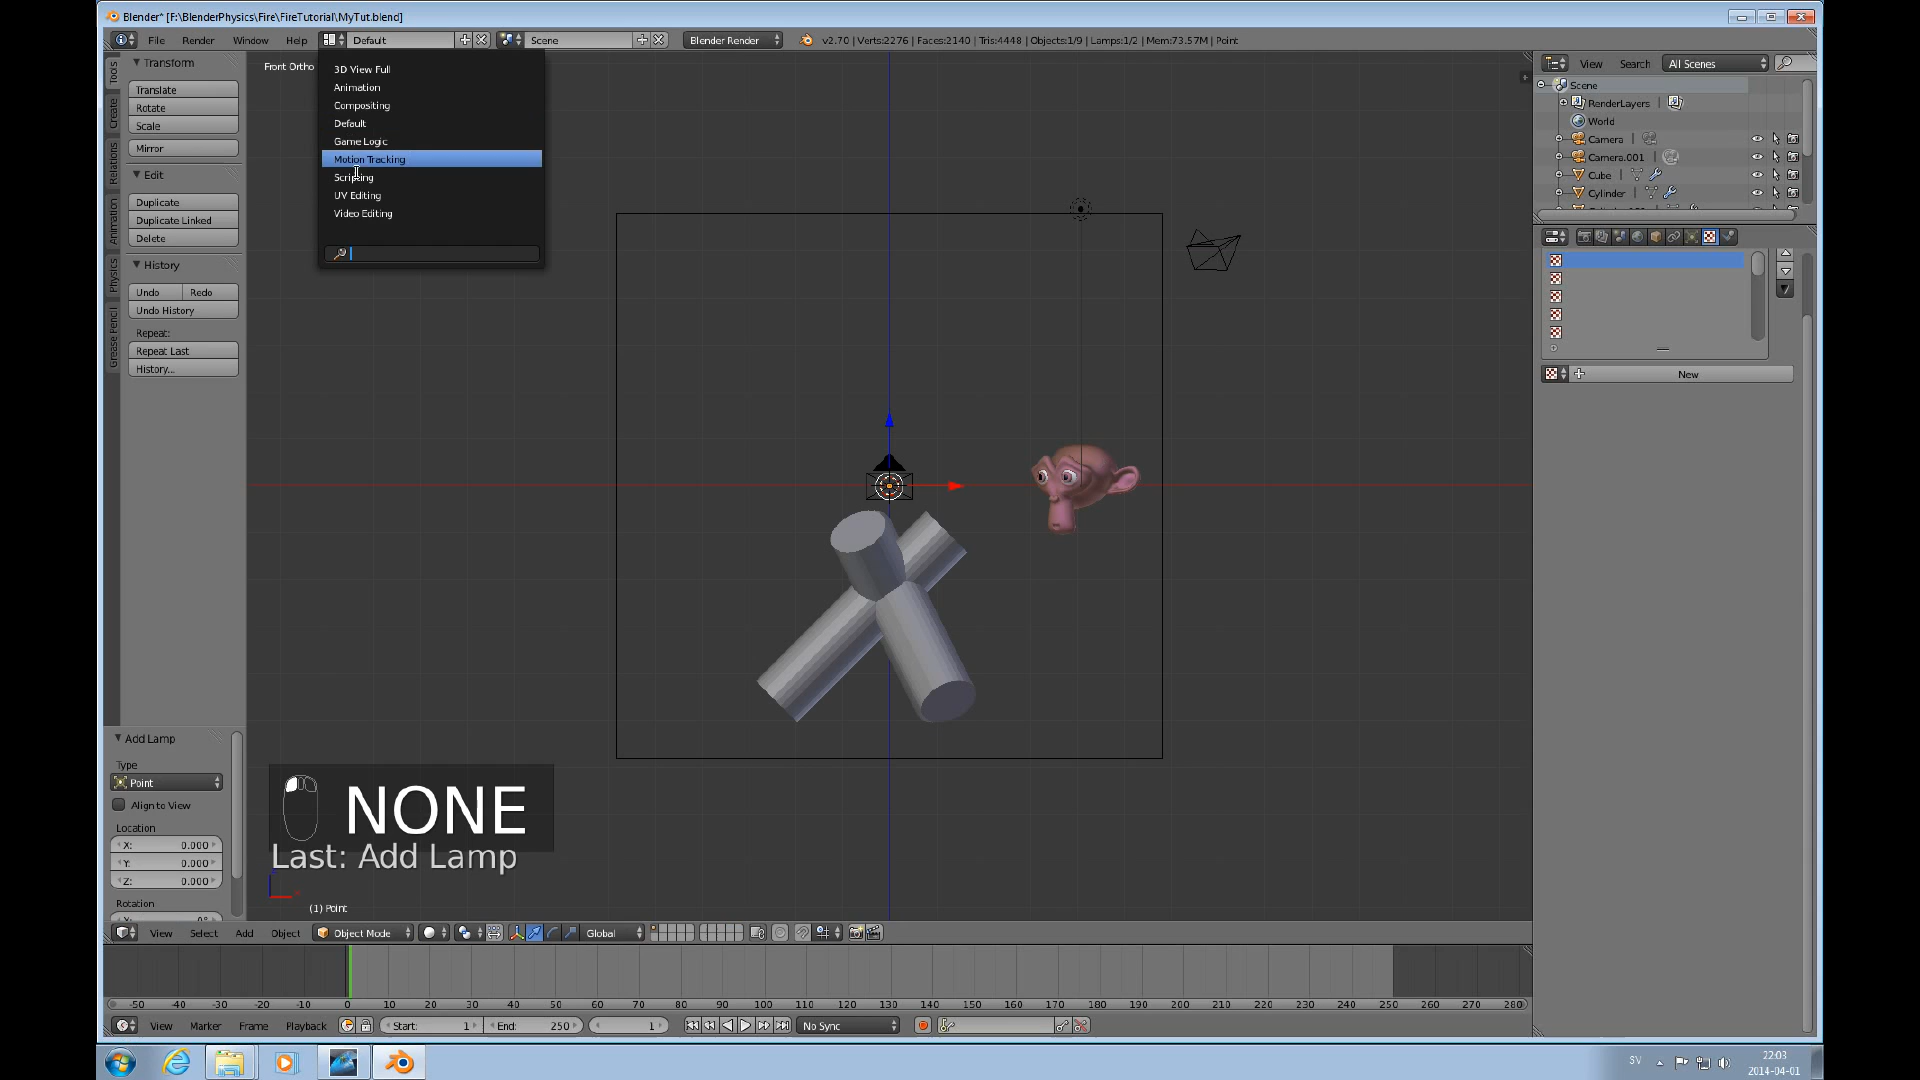 Blender* [F:\BlenderPhysics\Fire\FireTutorial\MyTut.blend]
File Render Window Help Default Scene Blender Render v2.70 | Verts:2276 | Faces:2140 | Tris:4448 | Objects:1/9 | Lamps:1/2 | Mem:73.57M | Point
Tools
Create
Relations
Animation
Physics
Grease Pencil
Transform
Translate
Rotate
Scale
Mirror
Edit
Duplicate
Duplicate Linked
Delete
History
Undo Redo
Undo History
Repeat:
Repeat Last
History...
Front Ortho
3D View Full
Animation
Compositing
Default
Game Logic
Motion Tracking
Scripting
UV Editing
Video Editing
View Search All Scenes
Scene
RenderLayers
World
Camera
Camera.001
Cube
Cylinder
New
Add Lamp
Type
Point
Align to View
Location
X: 0.000
Y: 0.000
Z: 0.000
Rotation
NONE
Last: Add Lamp
(1) Point
View Select Add Object Object Mode Global
-50 -40 -30 -20 -10 0 10 20 30 40 50 60 70 80 90 100 110 120 130 140 150 160 170 180 190 200 210 220 230 240 250 260 270 280
View Marker Frame Playback Start: 1 End: 250 1 No Sync
SV
22:03
2014-04-01